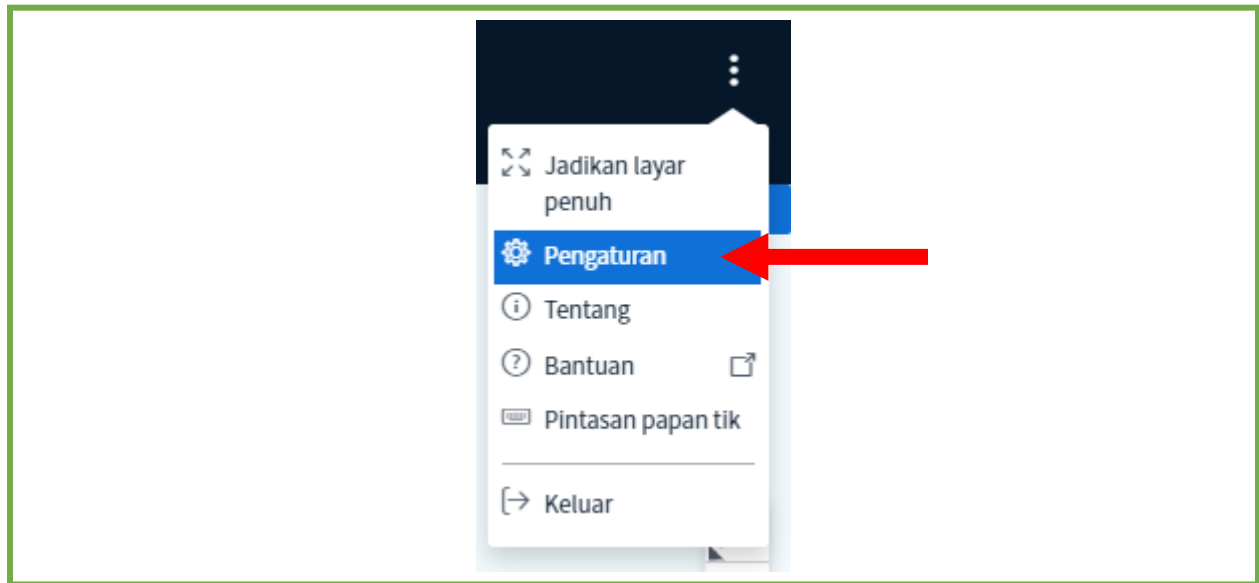 Jadikan layar
penuh
Pengaturan
Tentang
Bantuan
Pintasan papan tik
Keluar